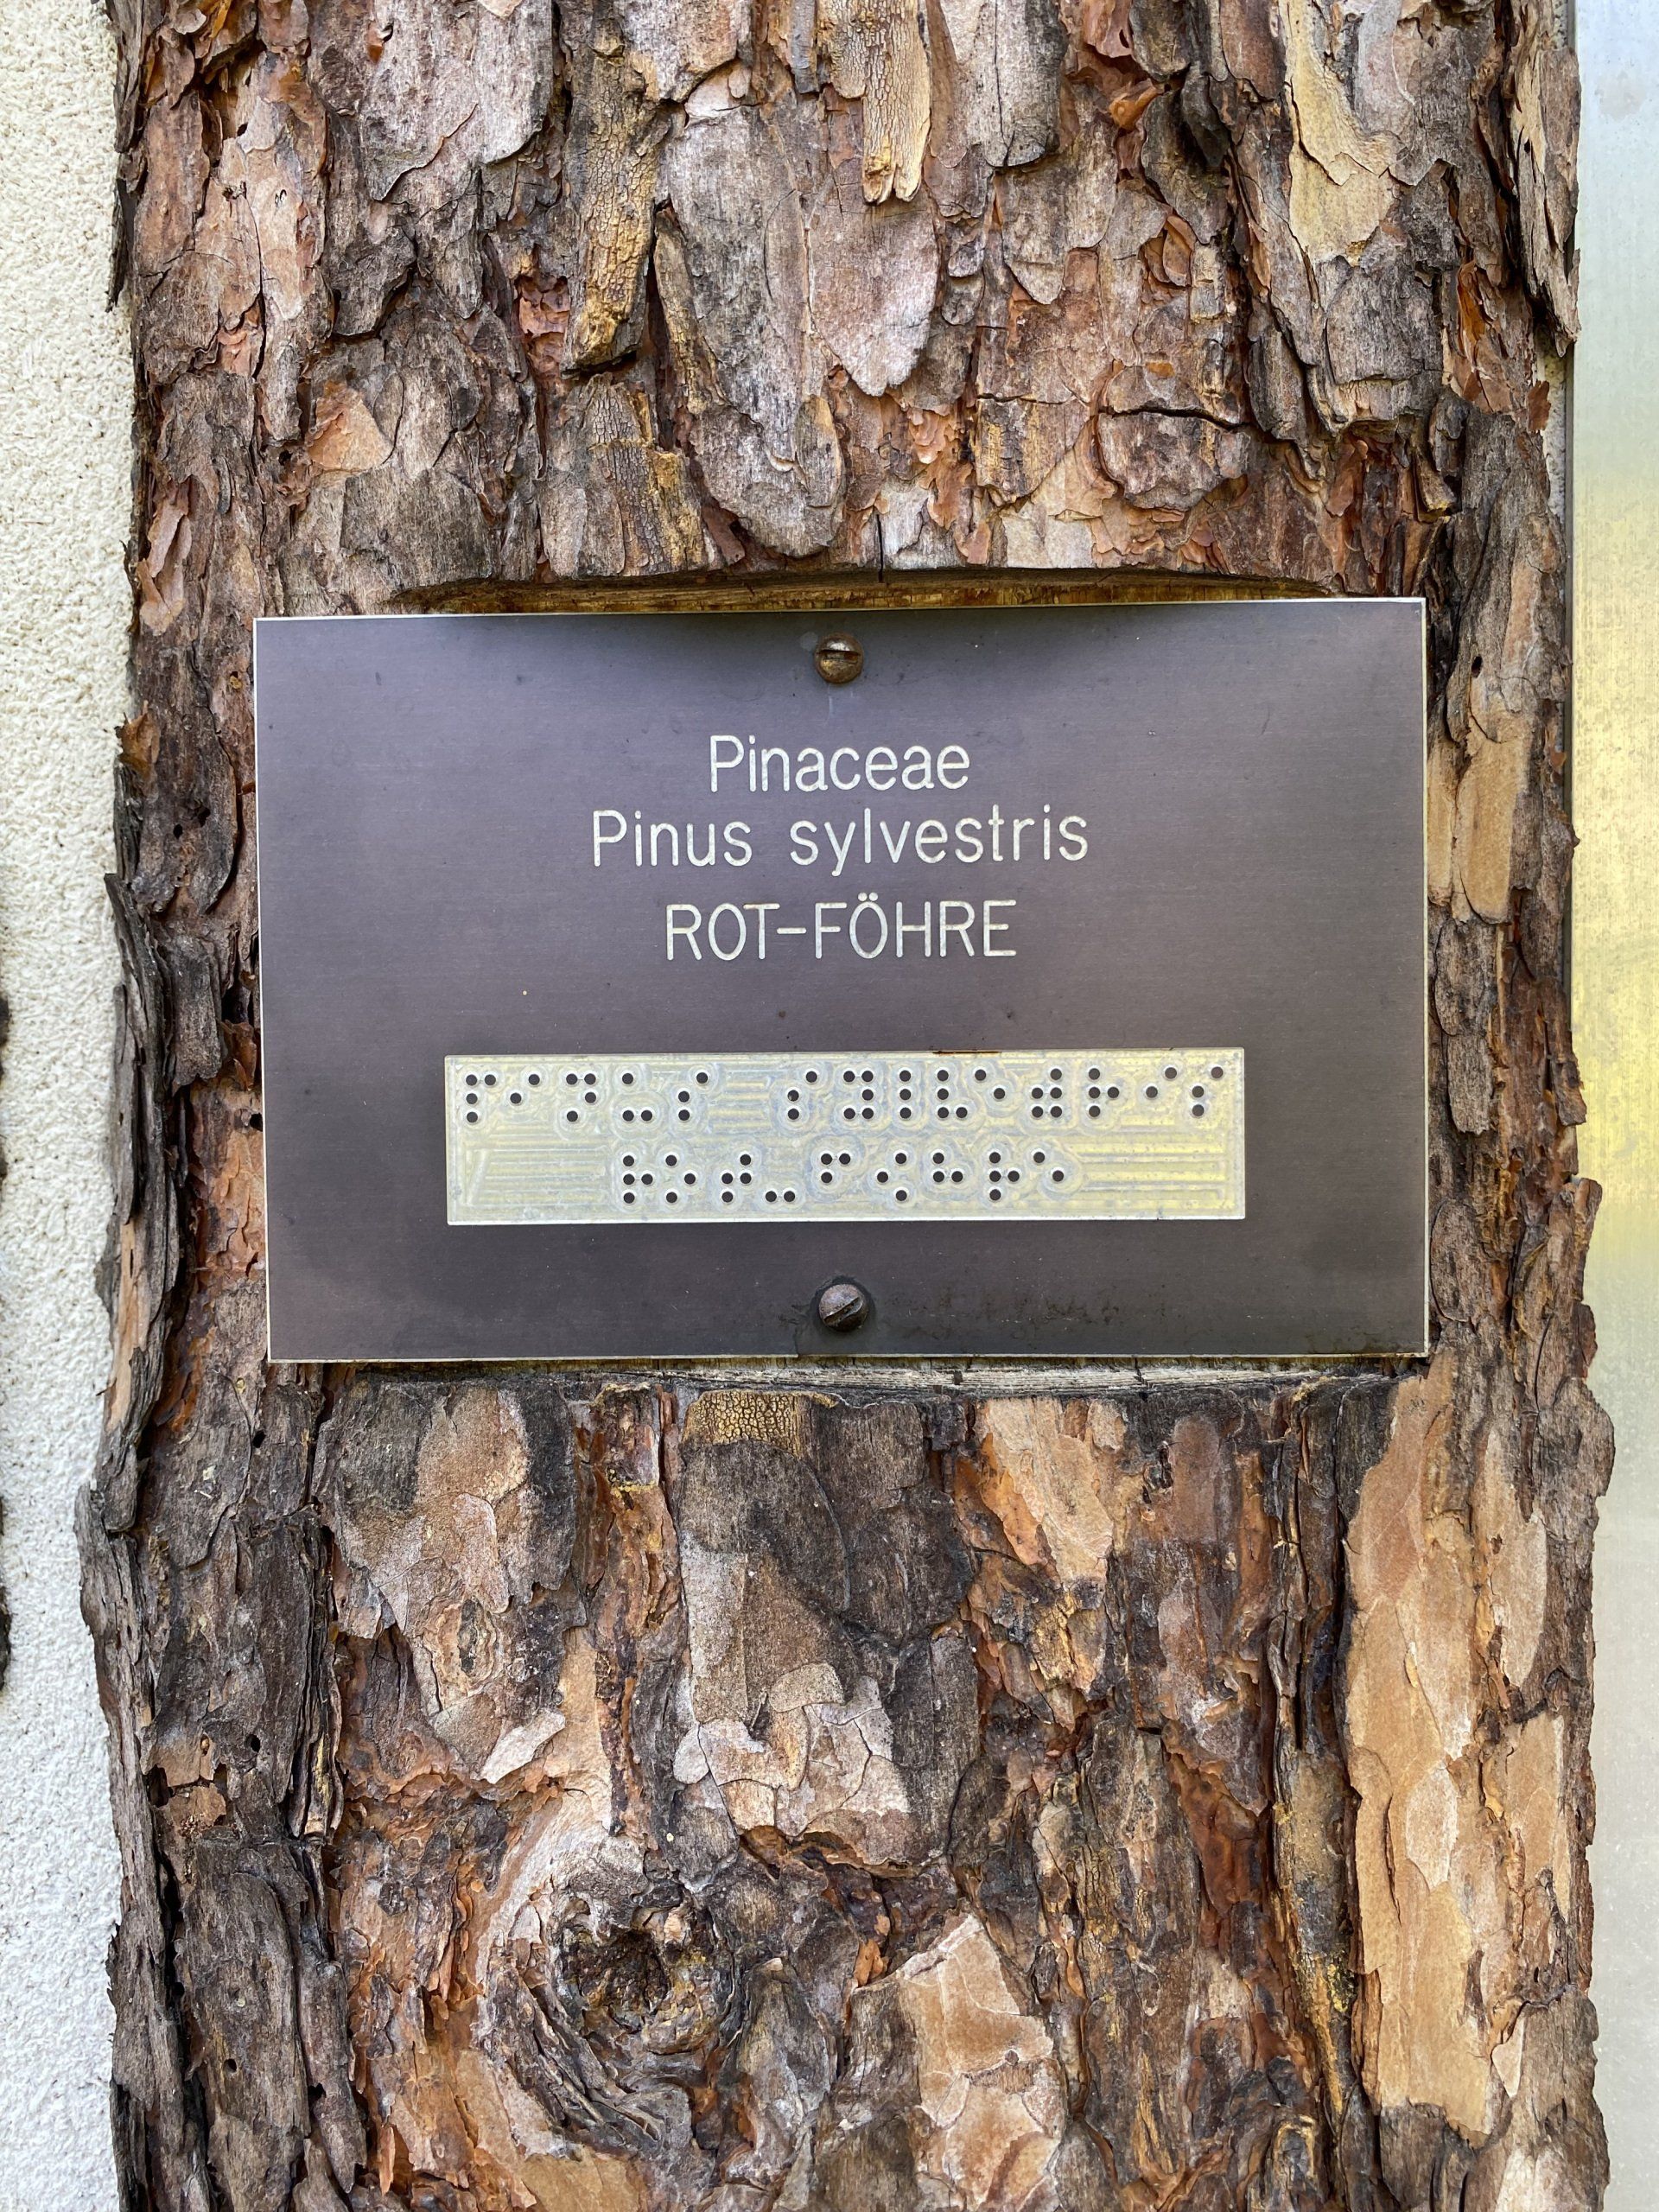 Pinaceae
Pinus sylvestris
ROT-FÖHRE
⠏⠊⠝⠥⠎ ⠎⠽⠇⠧⠑⠾⠗⠊⠎
⠗⠕⠞⠤⠋⠪⠓⠗⠑